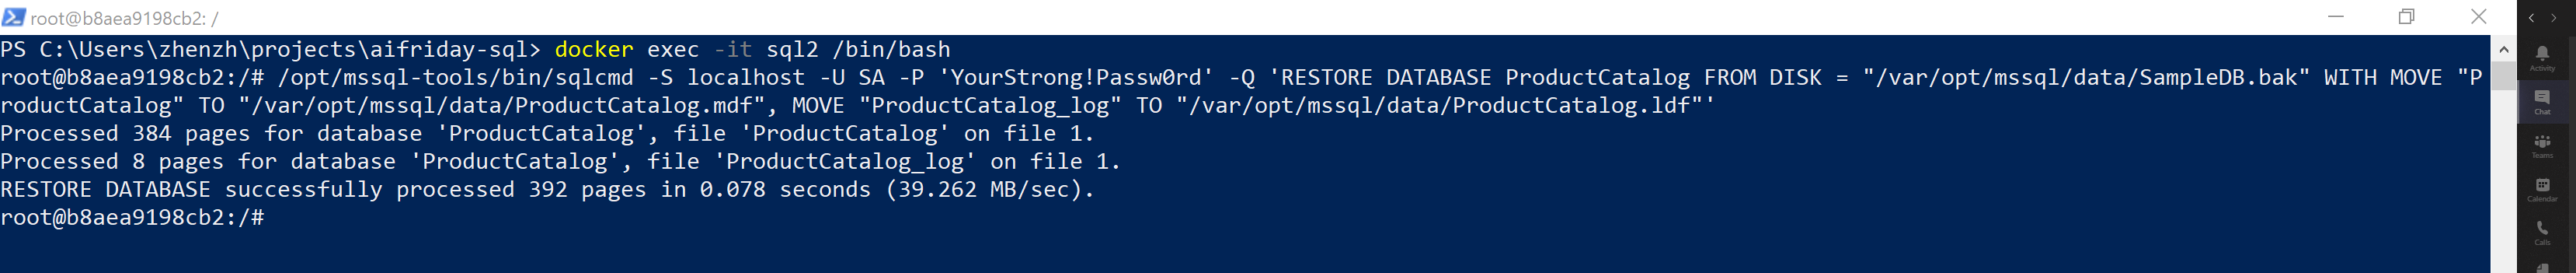 root@b8aea9198cb2: /
PS C:\Users\zhenzh\projects\aifriday-sql> docker exec -it sql2 /bin/bash
root@b8aea9198cb2:/# /opt/mssql-tools/bin/sqlcmd -S localhost -U SA -P 'YourStrong!Passw0rd' -Q 'RESTORE DATABASE ProductCatalog FROM DISK = "/var/opt/mssql/data/SampleDB.bak" WITH MOVE "P
roductCatalog" TO "/var/opt/mssql/data/ProductCatalog.mdf", MOVE "ProductCatalog_log" TO "/var/opt/mssql/data/ProductCatalog.ldf"'
Processed 384 pages for database 'ProductCatalog', file 'ProductCatalog' on file 1.
Processed 8 pages for database 'ProductCatalog', file 'ProductCatalog_log' on file 1.
RESTORE DATABASE successfully processed 392 pages in 0.078 seconds (39.262 MB/sec).
root@b8aea9198cb2:/#
Activity
Chat
Teams
Calendar
Calls